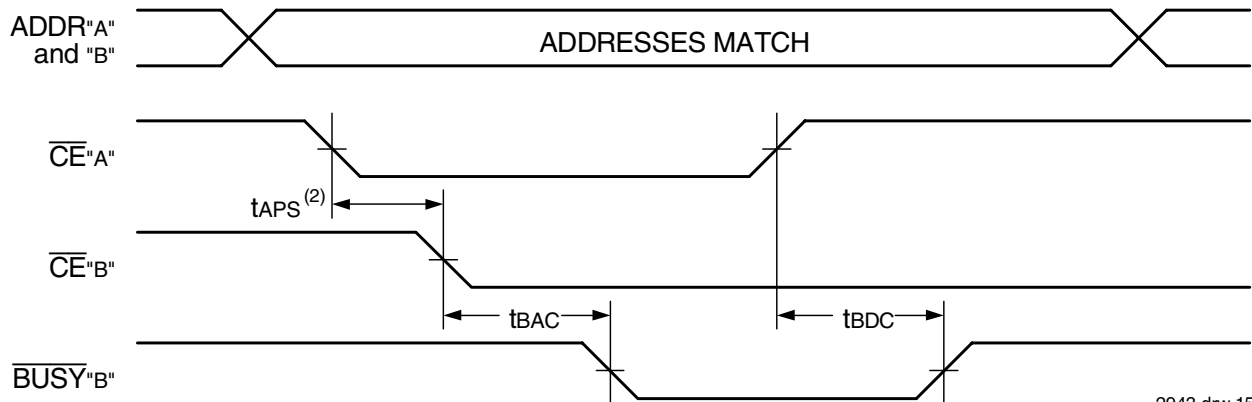 ADDR"A"
and "B"
ADDRESSES MATCH
CE"A"
tAPS (2)
CE"B"
tBAC
tBDC
BUSY"B"